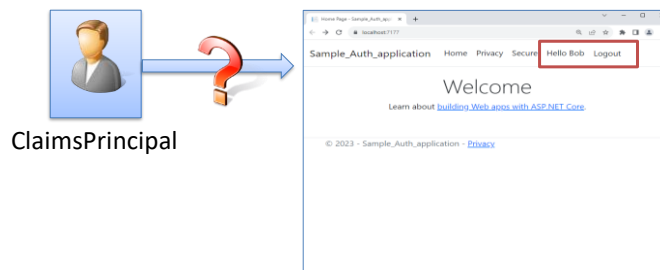 Home Page - Sample_Auth_app
localhost:7177
Sample_Auth_application Home Privacy Secure Hello Bob Logout
Welcome
Learn about building Web apps with ASP.NET Core.
ClaimsPrincipal
© 2023 - Sample_Auth_application - Privacy